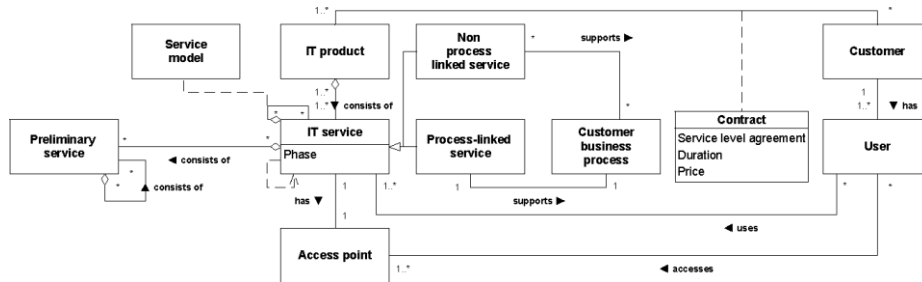 1..*
*
Service
model
IT product
Non
process
linked service
*
supports ►
Customer
1..*
1..*
▼ consists of
*
*
1
▼ has
1..*
Preliminary
service
*
◄ consists of
*
IT service
Phase
Process-linked
service
Customer
business
process
Contract
Service level agreement
Duration
Price
User
*
*
▲ consists of
has ▼
1
1..*
1
1
supports ►
*
*
1
◄ uses
Access point
1..*
◄ accesses